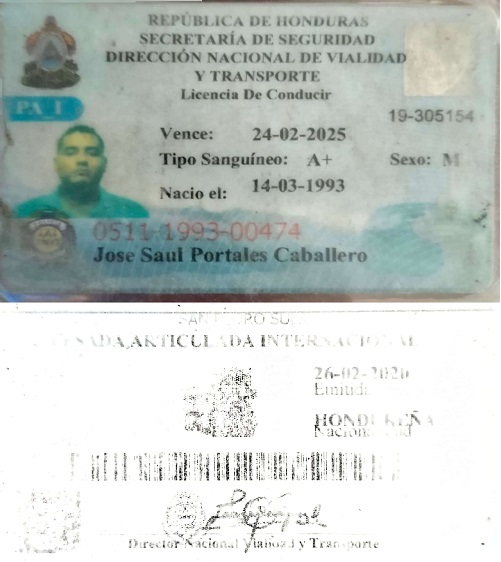 REPÚBLICA DE HONDURAS
SECRETARÍA DE SEGURIDAD
DIRECCIÓN NACIONAL DE VIALIDAD
Y TRANSPORTE
Licencia De Conducir
PA_I
19-305154
Vence: 24-02-2025
Tipo Sanguíneo: A+ Sexo: M
Nacio el: 14-03-1993
0511-1993-00474
Jose Saul Portales Caballero
ARTICULADA INTERNACIONAL
26-02-2020
HONDUREÑA
Director Nacional Vialidad y Transporte